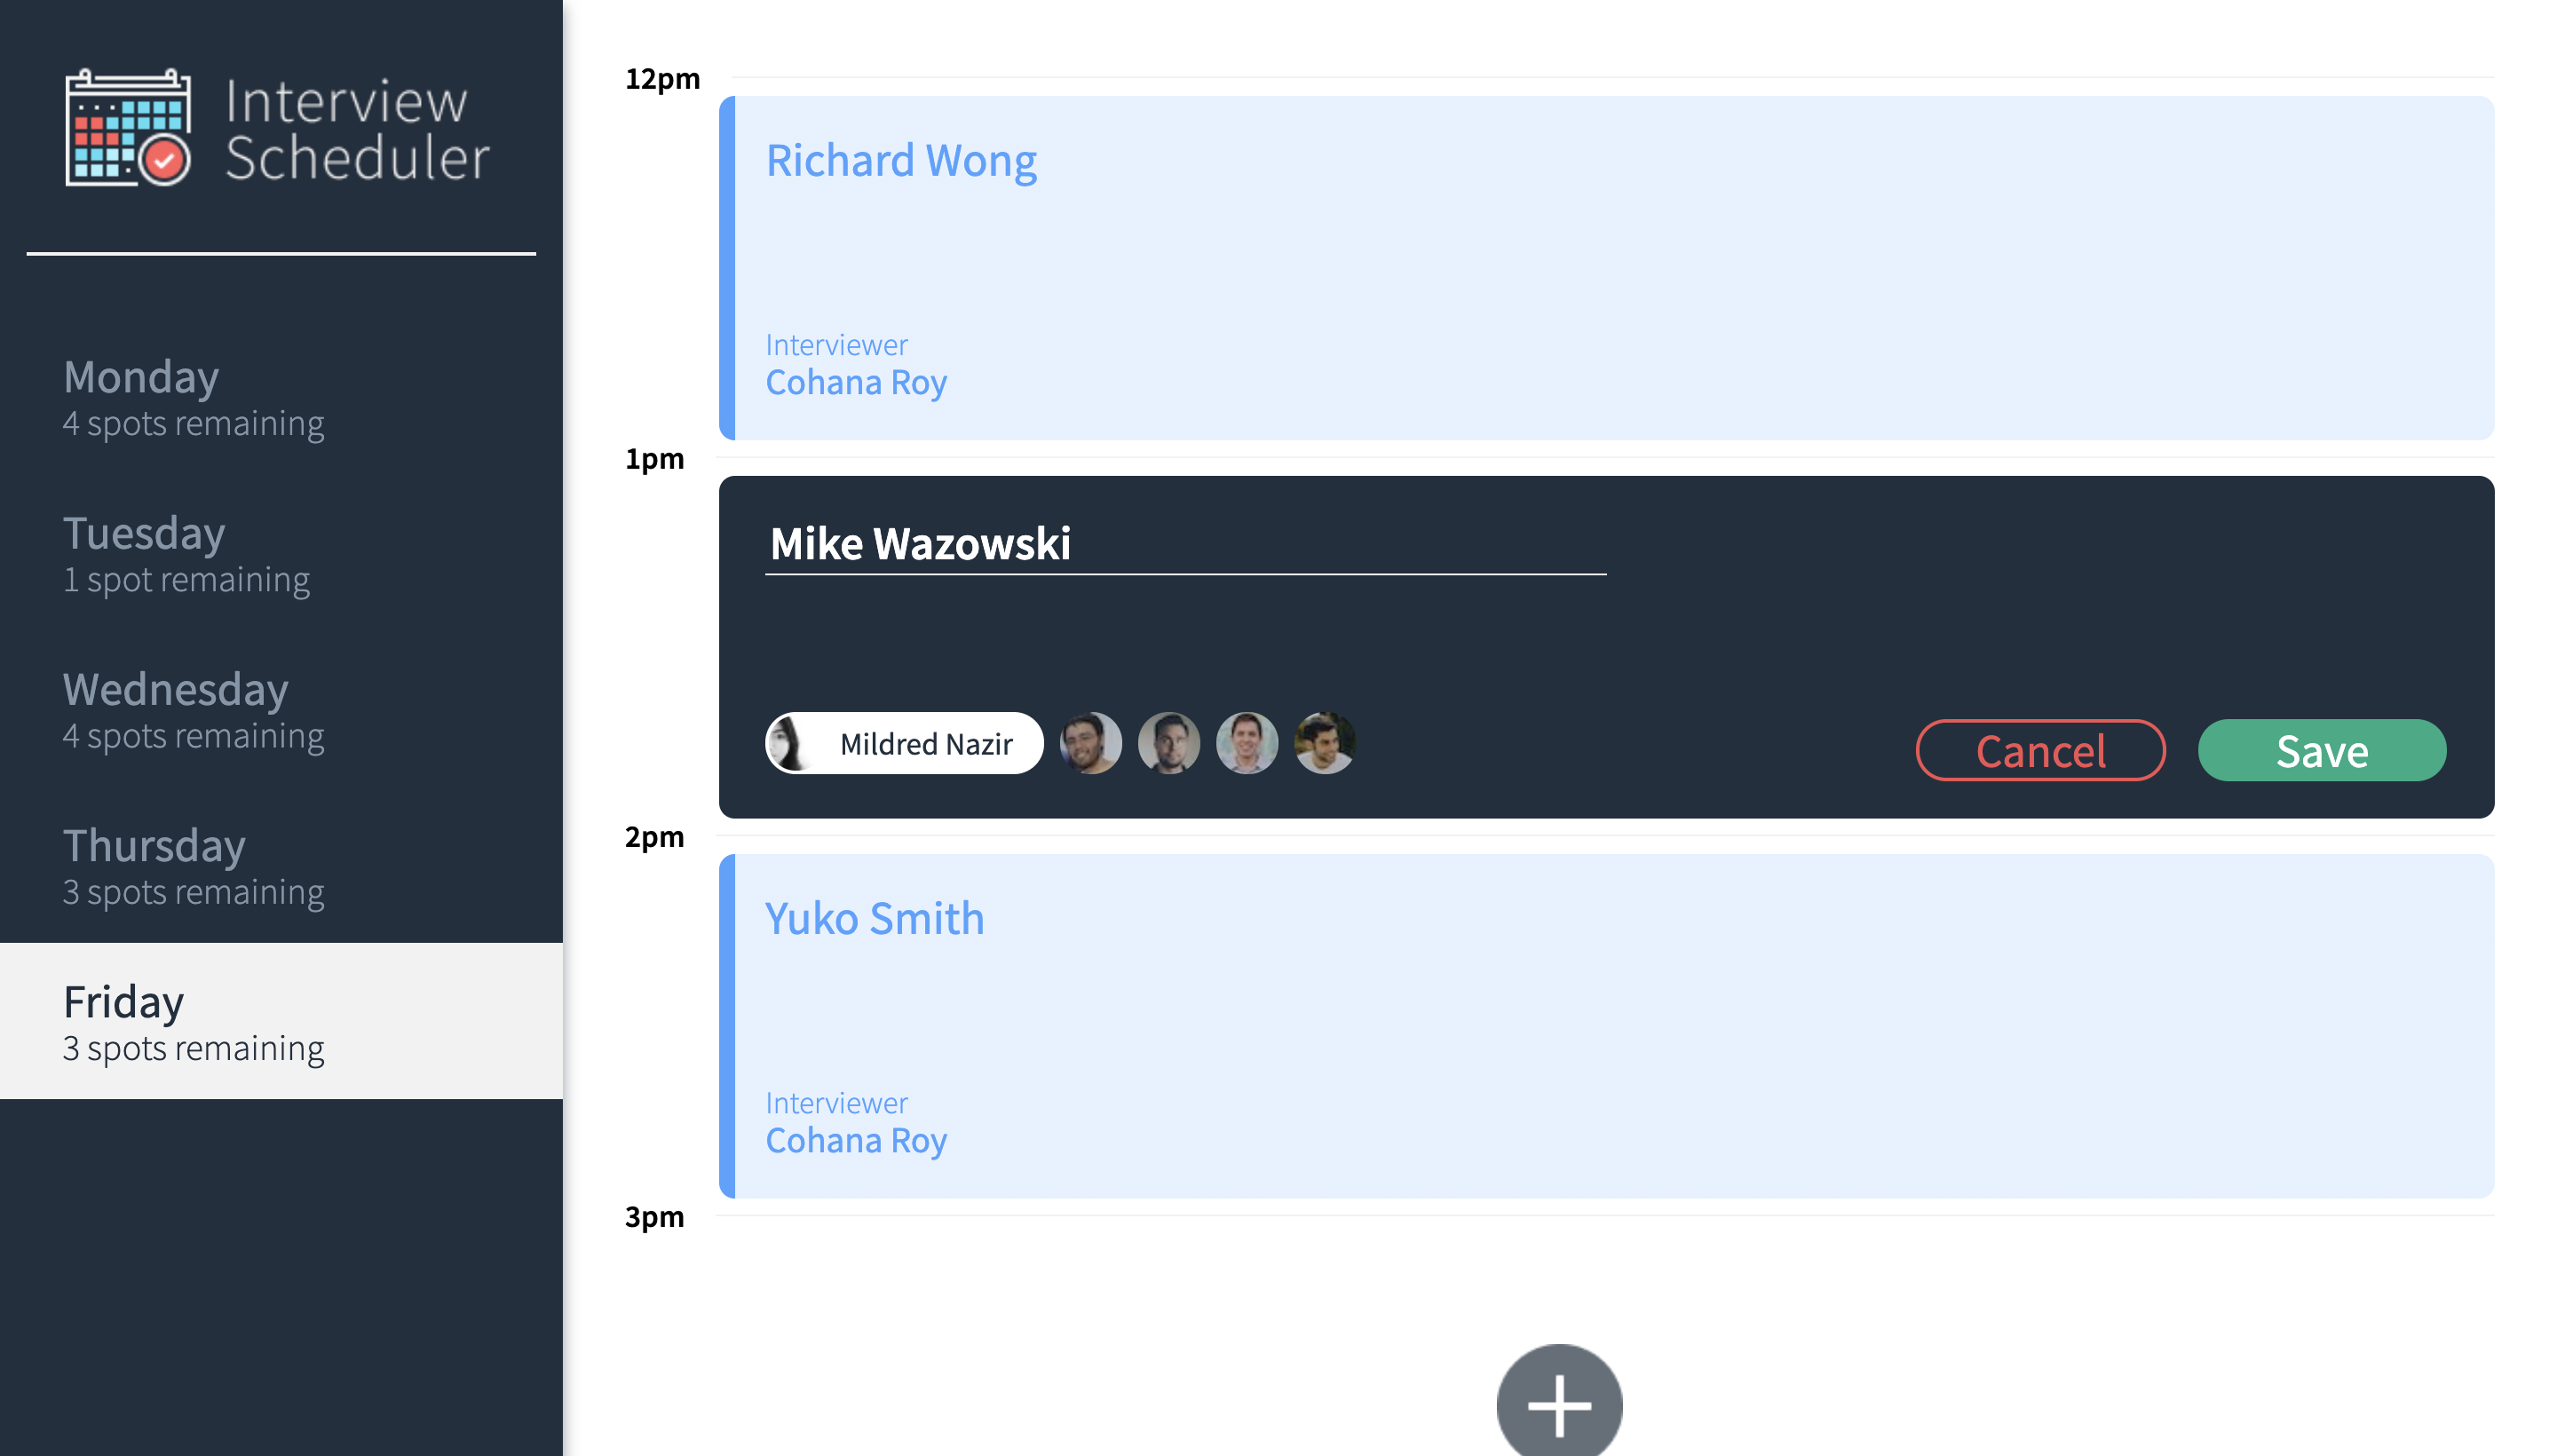 Interview
Scheduler
Monday
4 spots remaining
Tuesday
1 spot remaining
Wednesday
4 spots remaining
Thursday
3 spots remaining
Friday
3 spots remaining
12pm
Richard Wong
Interviewer
Cohana Roy
1pm
Mike Wazowski
Mildred Nazir
Cancel
Save
2pm
Yuko Smith
Interviewer
Cohana Roy
3pm